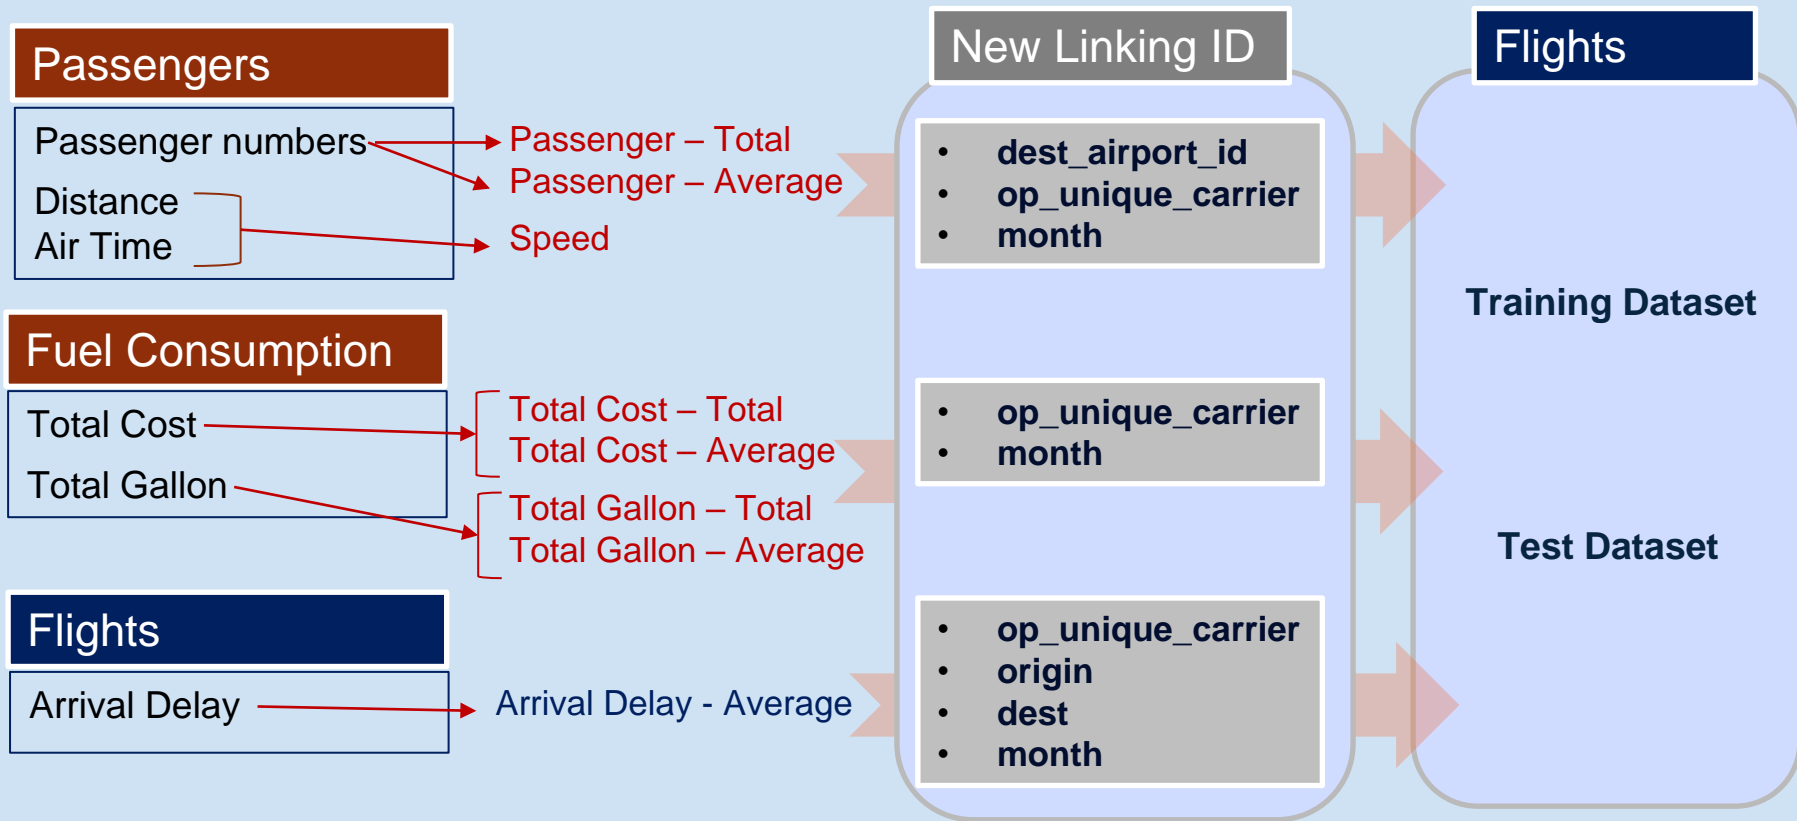 Passengers
Passenger numbers
Distance
Air Time
Passenger – Total
Passenger – Average
Speed
Fuel Consumption
Total Cost
Total Gallon
Total Cost – Total
Total Cost – Average
Total Gallon – Total
Total Gallon – Average
Flights
Arrival Delay
Arrival Delay - Average
New Linking ID
• dest_airport_id
• op_unique_carrier
• month
• op_unique_carrier
• month
• op_unique_carrier
• origin
• dest
• month
Flights
Training Dataset
Test Dataset